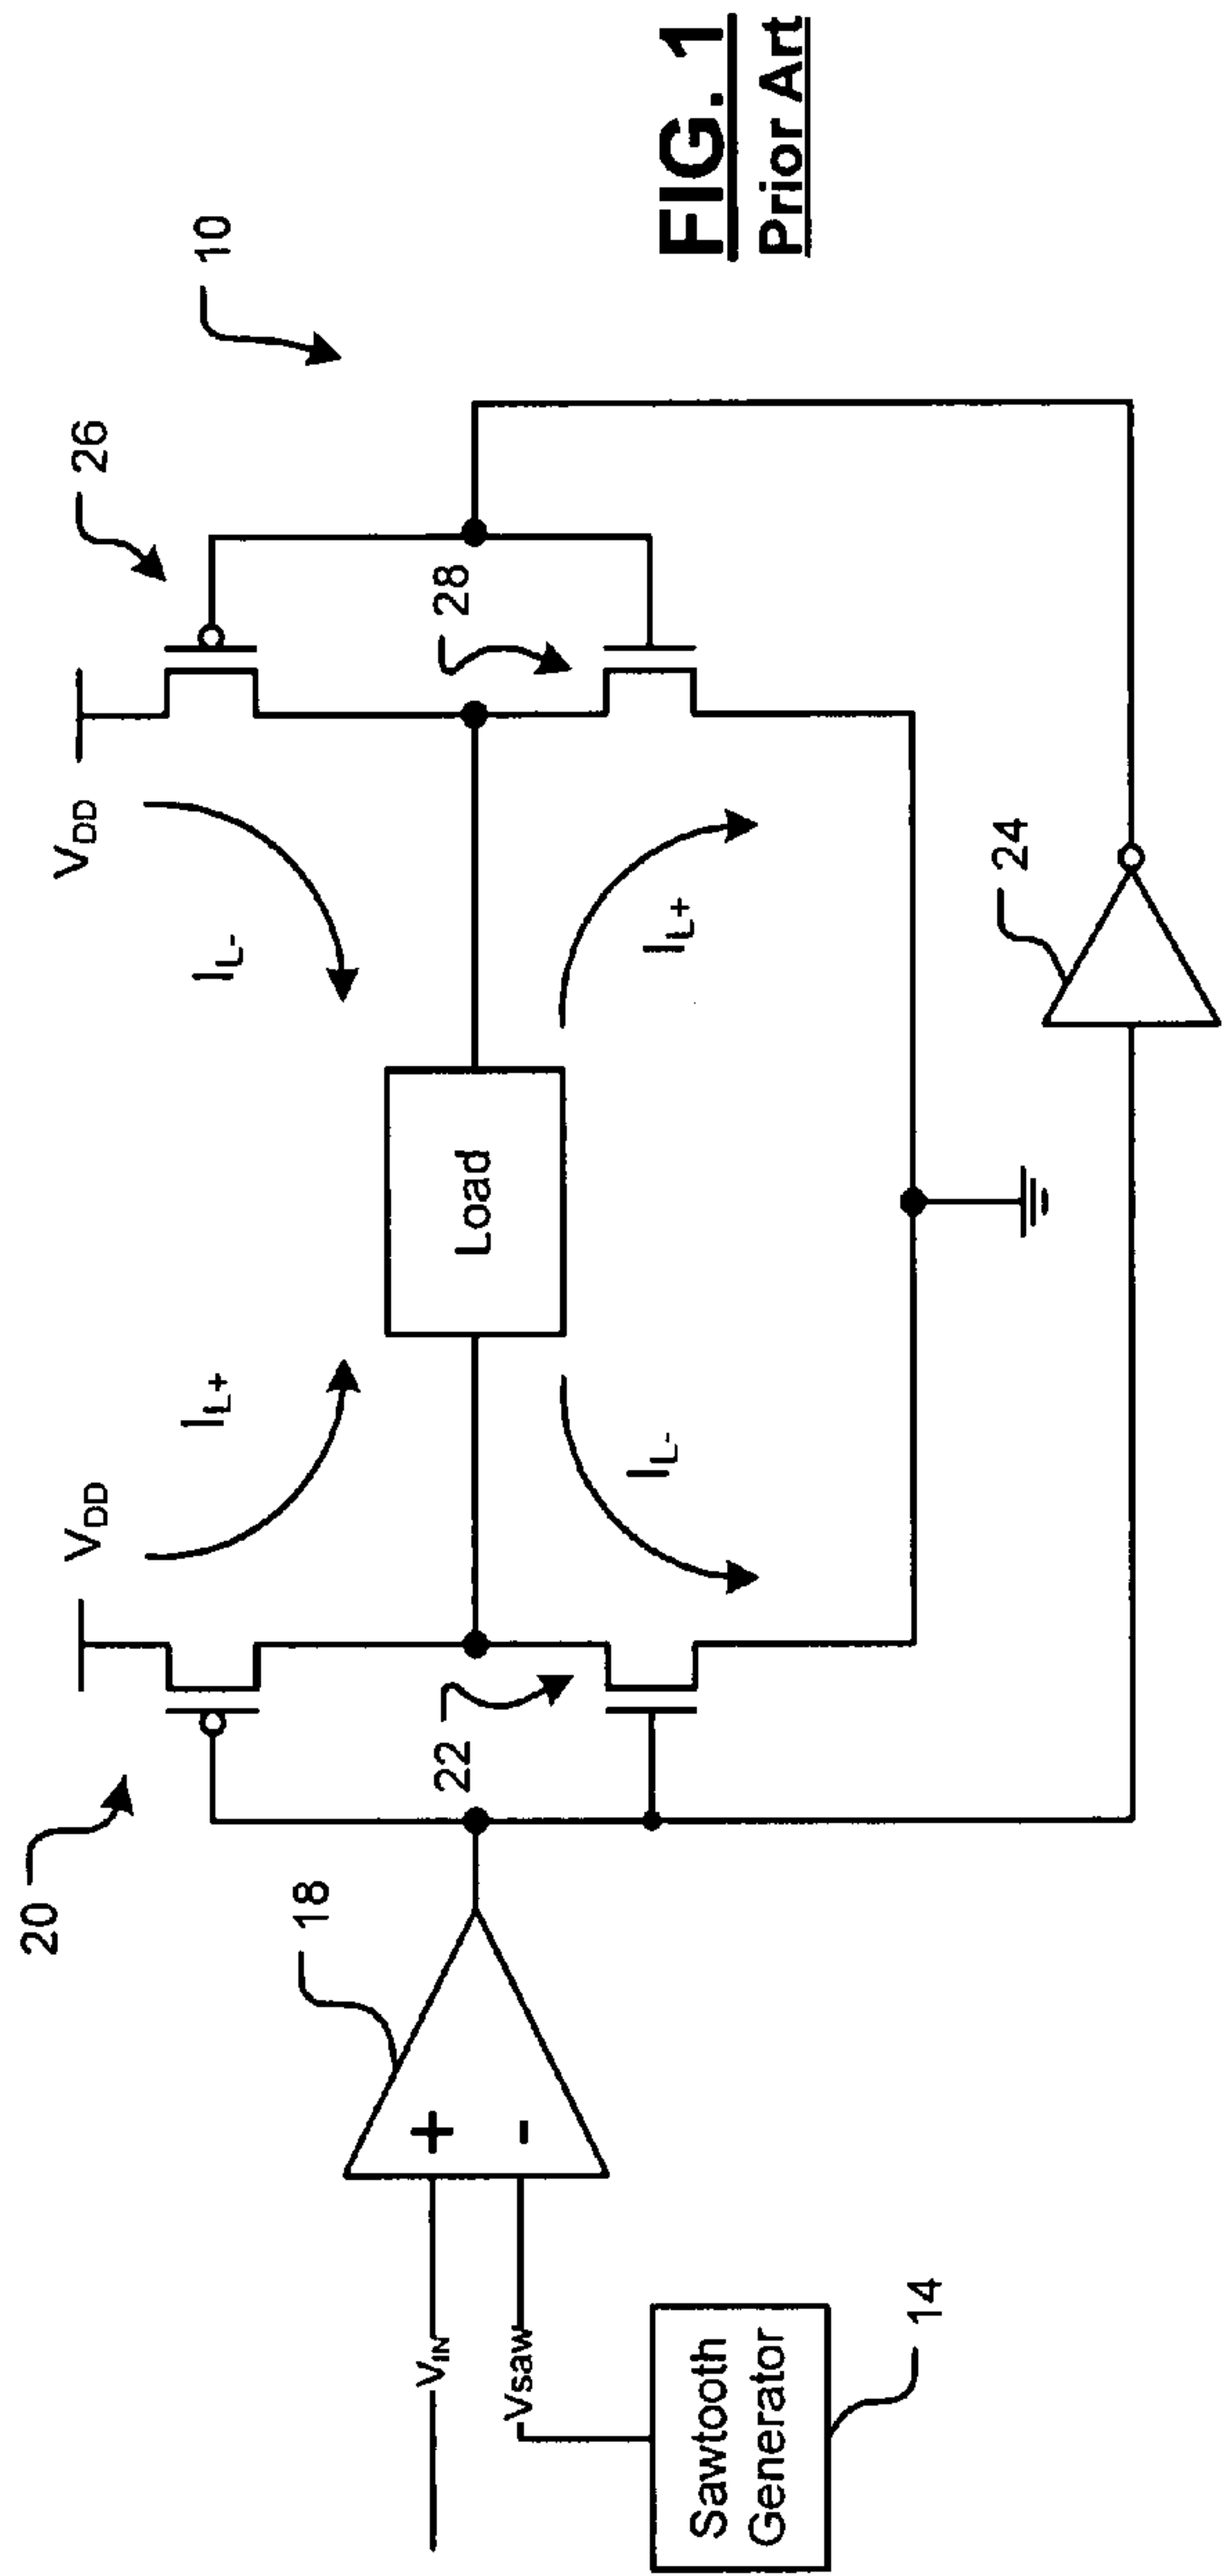 20
V_DD
I_L+
I_L-
V_DD
26
10
18
22
28
V_IN
+
Vsaw
-
Load
I_L-
I_L+
Sawtooth
Generator
14
24
FIG. 1
Prior Art